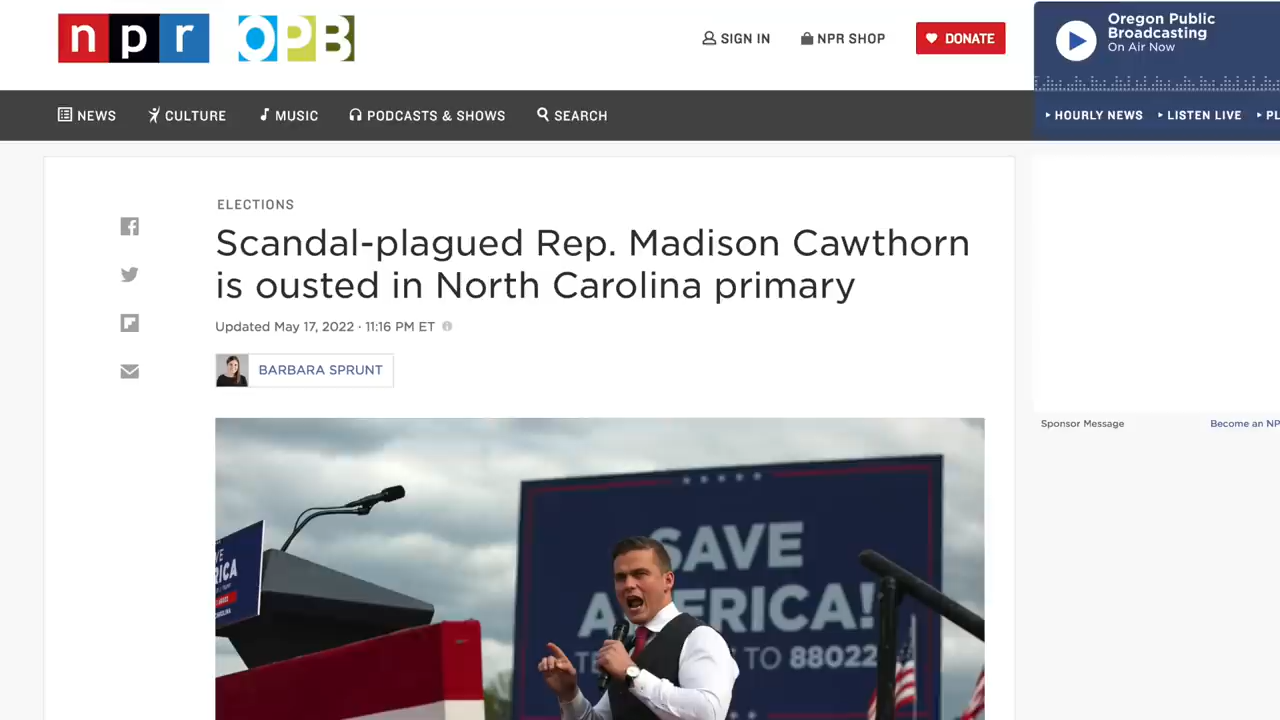 npr OPB
SIGN IN
NPR SHOP
DONATE
Oregon Public
Broadcasting
On Air Now
NEWS
CULTURE
MUSIC
PODCASTS & SHOWS
SEARCH
HOURLY NEWS
LISTEN LIVE
ELECTIONS
Scandal-plagued Rep. Madison Cawthorn
is ousted in North Carolina primary
Updated May 17, 2022 · 11:16 PM ET
BARBARA SPRUNT
Sponsor Message
Become an
SAVE
AMERICA!
TO 88022